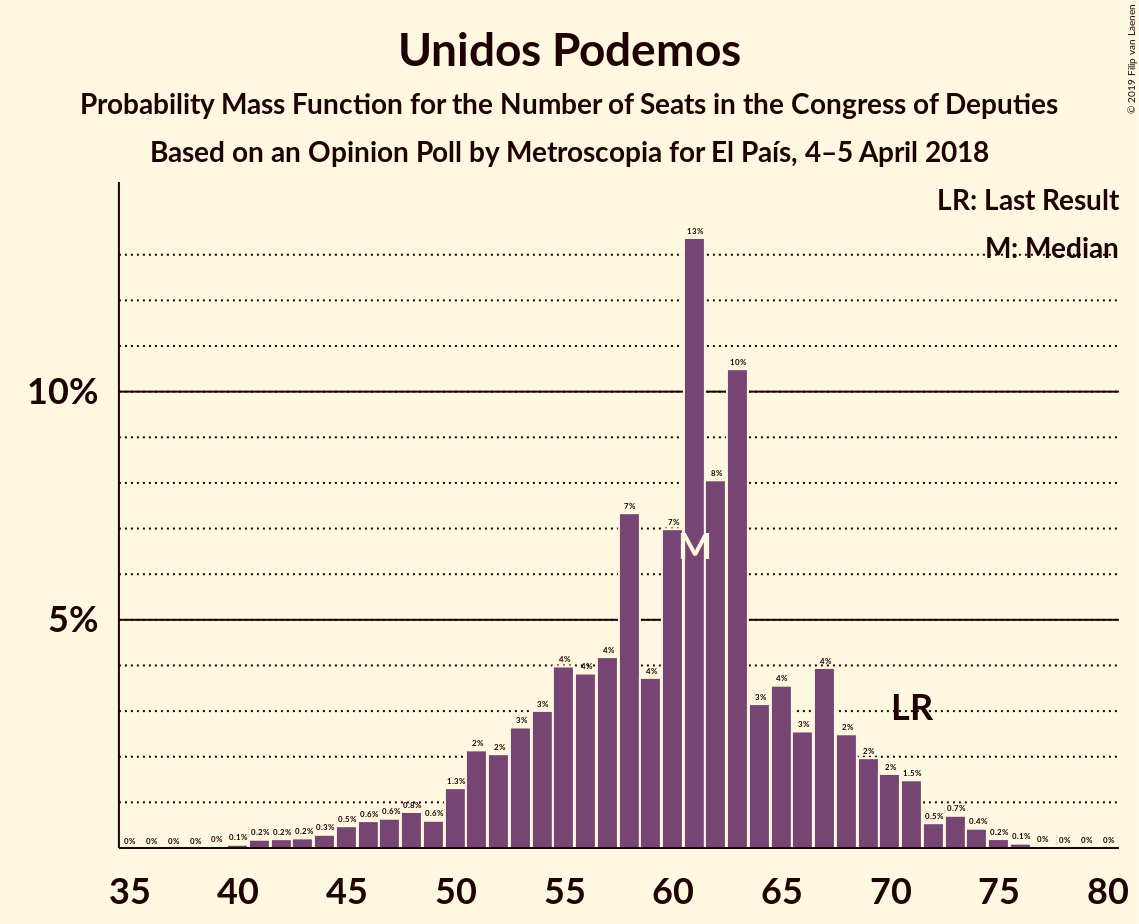 Unidos Podemos
Probability Mass Function for the Number of Seats in the Congress of Deputies
Based on an Opinion Poll by Metroscopia for El País, 4–5 April 2018
© 2019 Filip van Laenen
LR: Last Result
M: Median
10%
5%
0% 0% 0% 0% 0% 0.1% 0.2% 0.2% 0.2% 0.3% 0.5% 0.6% 0.6% 0.8% 0.6% 1.3% 2% 2% 3% 3% 4% 4% 4% 7% 4% 7% 13% 8% 10% 3% 4% 3% 4% 2% 2% 2% 1.5% 0.5% 0.7% 0.4% 0.2% 0.1% 0% 0% 0% 0%
M
LR
35 40 45 50 55 60 65 70 75 80